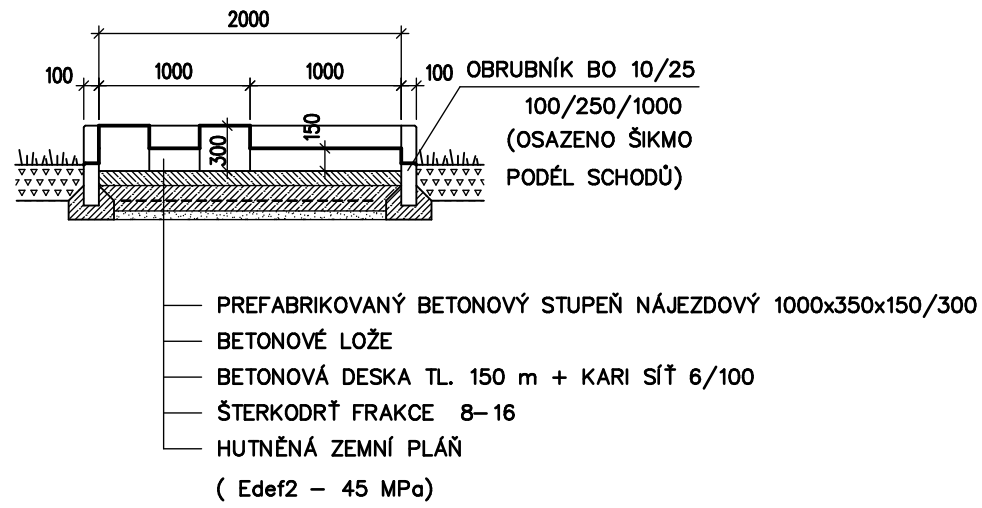 2000
100
1000
1000
100
OBRUBNÍK BO 10/25
100/250/1000
(OSAZENO ŠIKMO
PODÉL SCHODŮ)
300
150
PREFABRIKOVANÝ BETONOVÝ STUPEŇ NÁJEZDOVÝ 1000x350x150/300
BETONOVÉ LOŽE
BETONOVÁ DESKA TL. 150 m + KARI SÍŤ 6/100
ŠTERKODRŤ FRAKCE 8-16
HUTNĚNÁ ZEMNÍ PLÁŇ
( Edef2 - 45 MPa)